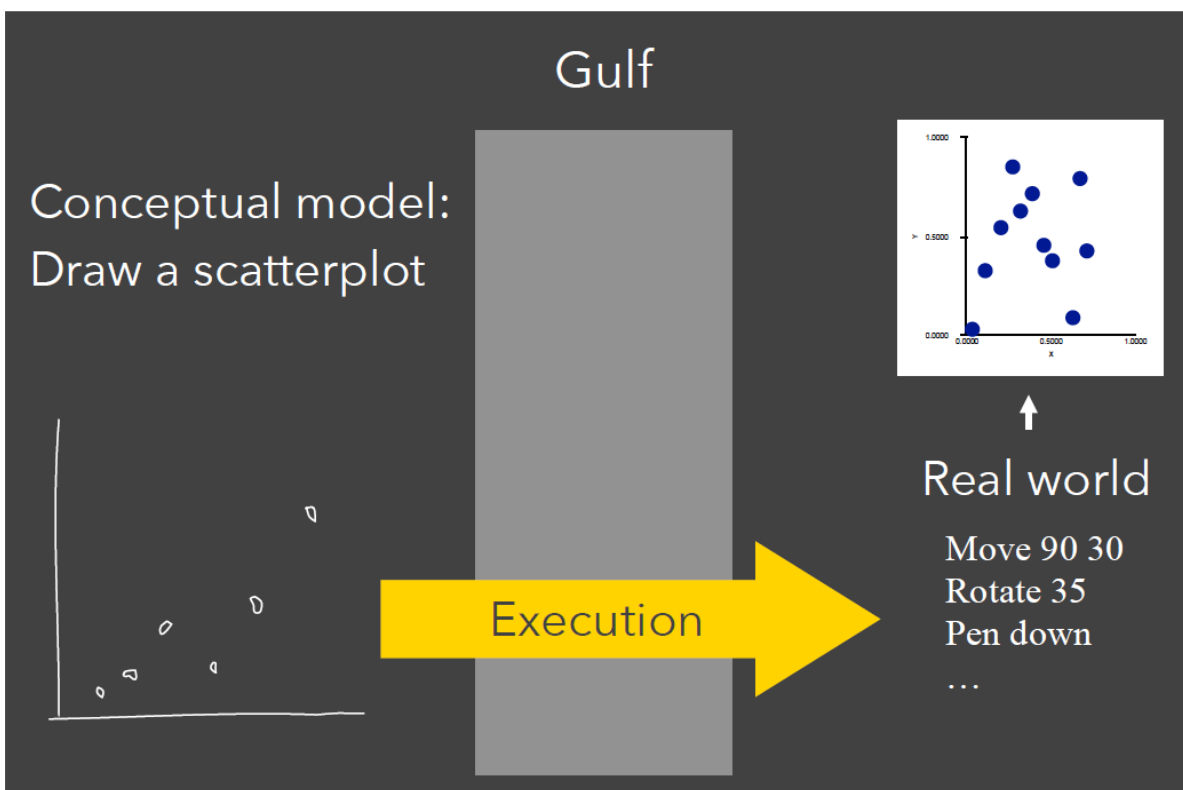 Gulf
Conceptual model:
Draw a scatterplot
1.0000
Y
0.5000
0.0000
0.0000 0.5000 1.0000
X
Real world
Move 90 30
Rotate 35
Pen down
…
Execution